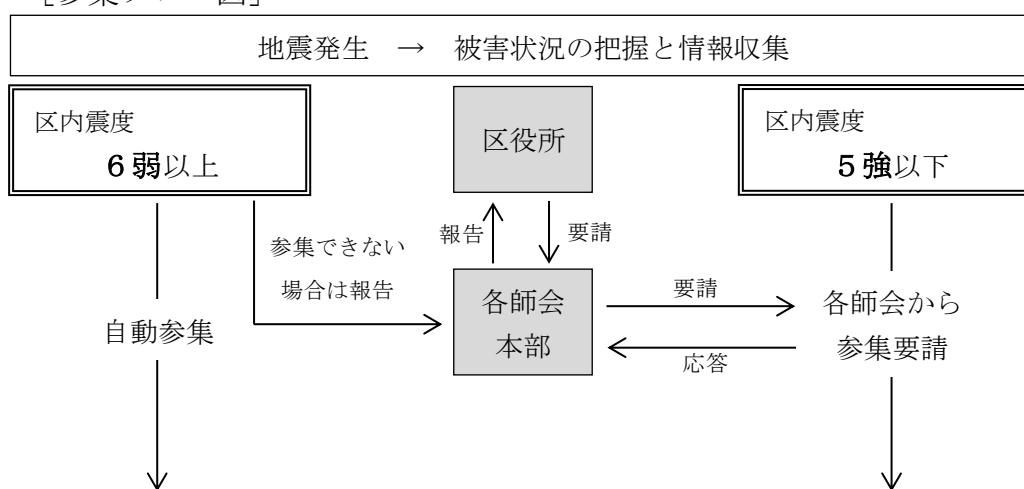 [参集フロー図]
地震発生 → 被害状況の把握と情報収集
区内震度
６弱以上
区役所
区内震度
５強以下
参集できない
場合は報告
報告
要請
自動参集
各師会
本部
要請
応答
各師会から
参集要請